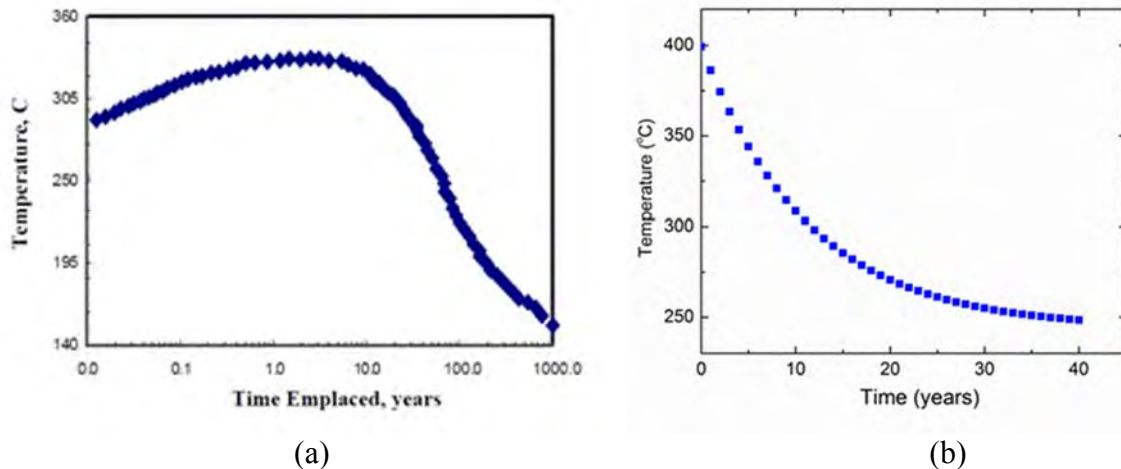 360
305
250
195
140
Temperature, C
0.0 0.1 1.0 10.0 100.0 1000.0
Time Emplaced, years
(a)
400
350
300
250
Temperature (°C)
0 10 20 30 40
Time (years)
(b)